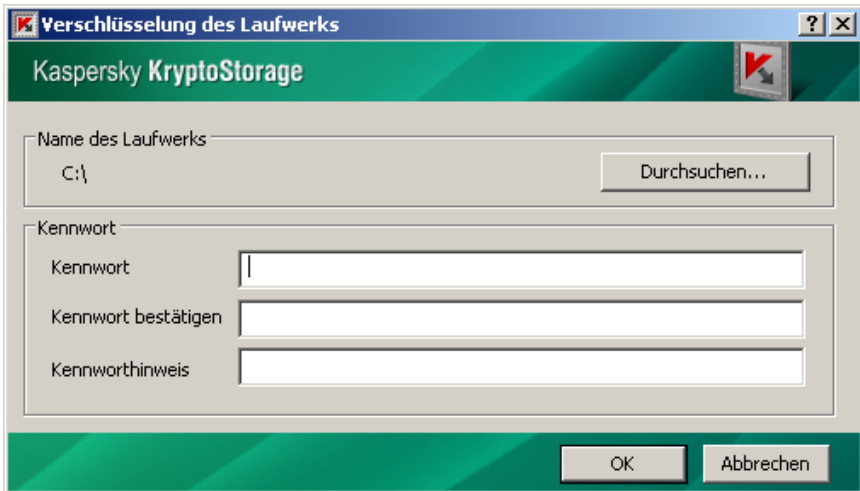 Verschlüsselung des Laufwerks
Kaspersky KryptoStorage
Name des Laufwerks
C:\
Durchsuchen...
Kennwort
Kennwort
Kennwort bestätigen
Kennworthinweis
OK
Abbrechen